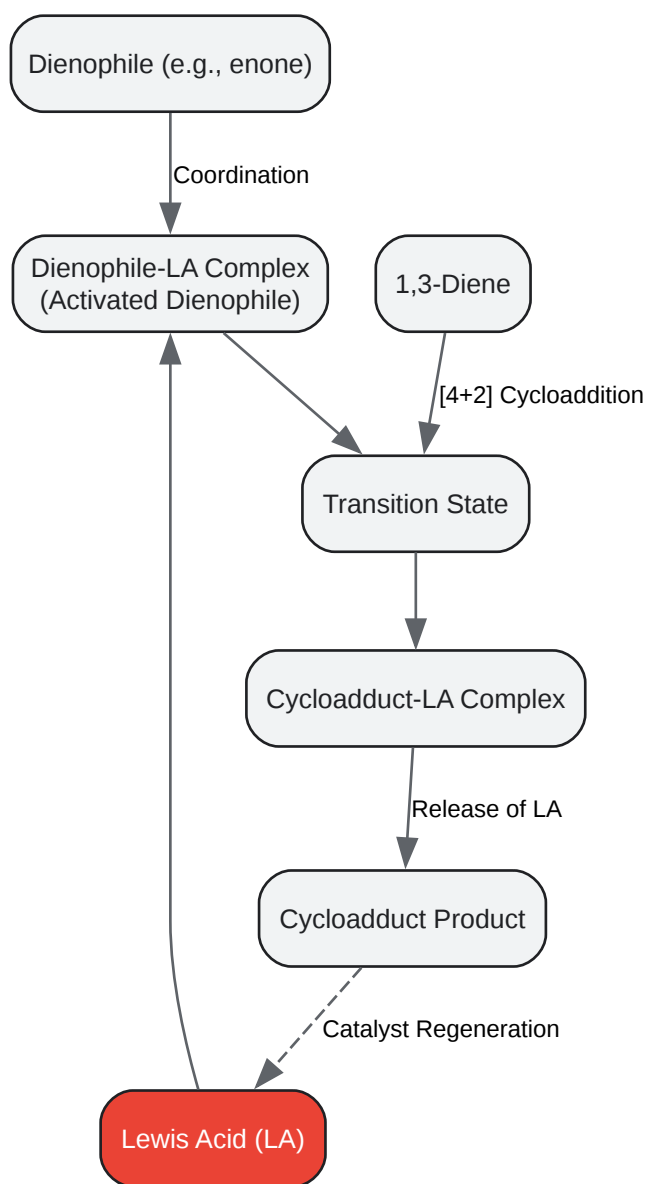 Dienophile (e.g., enone)
Coordination
Dienophile-LA Complex
(Activated Dienophile)
1,3-Diene
[4+2] Cycloaddition
Transition State
Cycloadduct-LA Complex
Release of LA
Cycloadduct Product
Catalyst Regeneration
Lewis Acid (LA)